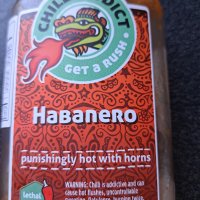 CHILLI ADDICT
GET A RUSH
HABANERO
punishingly hot with horns
lethal
WARNING: Chilli is addictive and can
cause hot flushes, uncontrollable